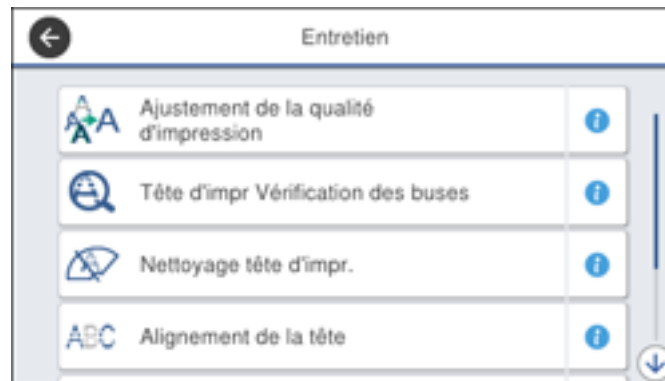 Entretien
Ajustement de la qualité
d'impression
Tête d'impr Vérification des buses
Nettoyage tête d'impr.
ABC Alignement de la tête